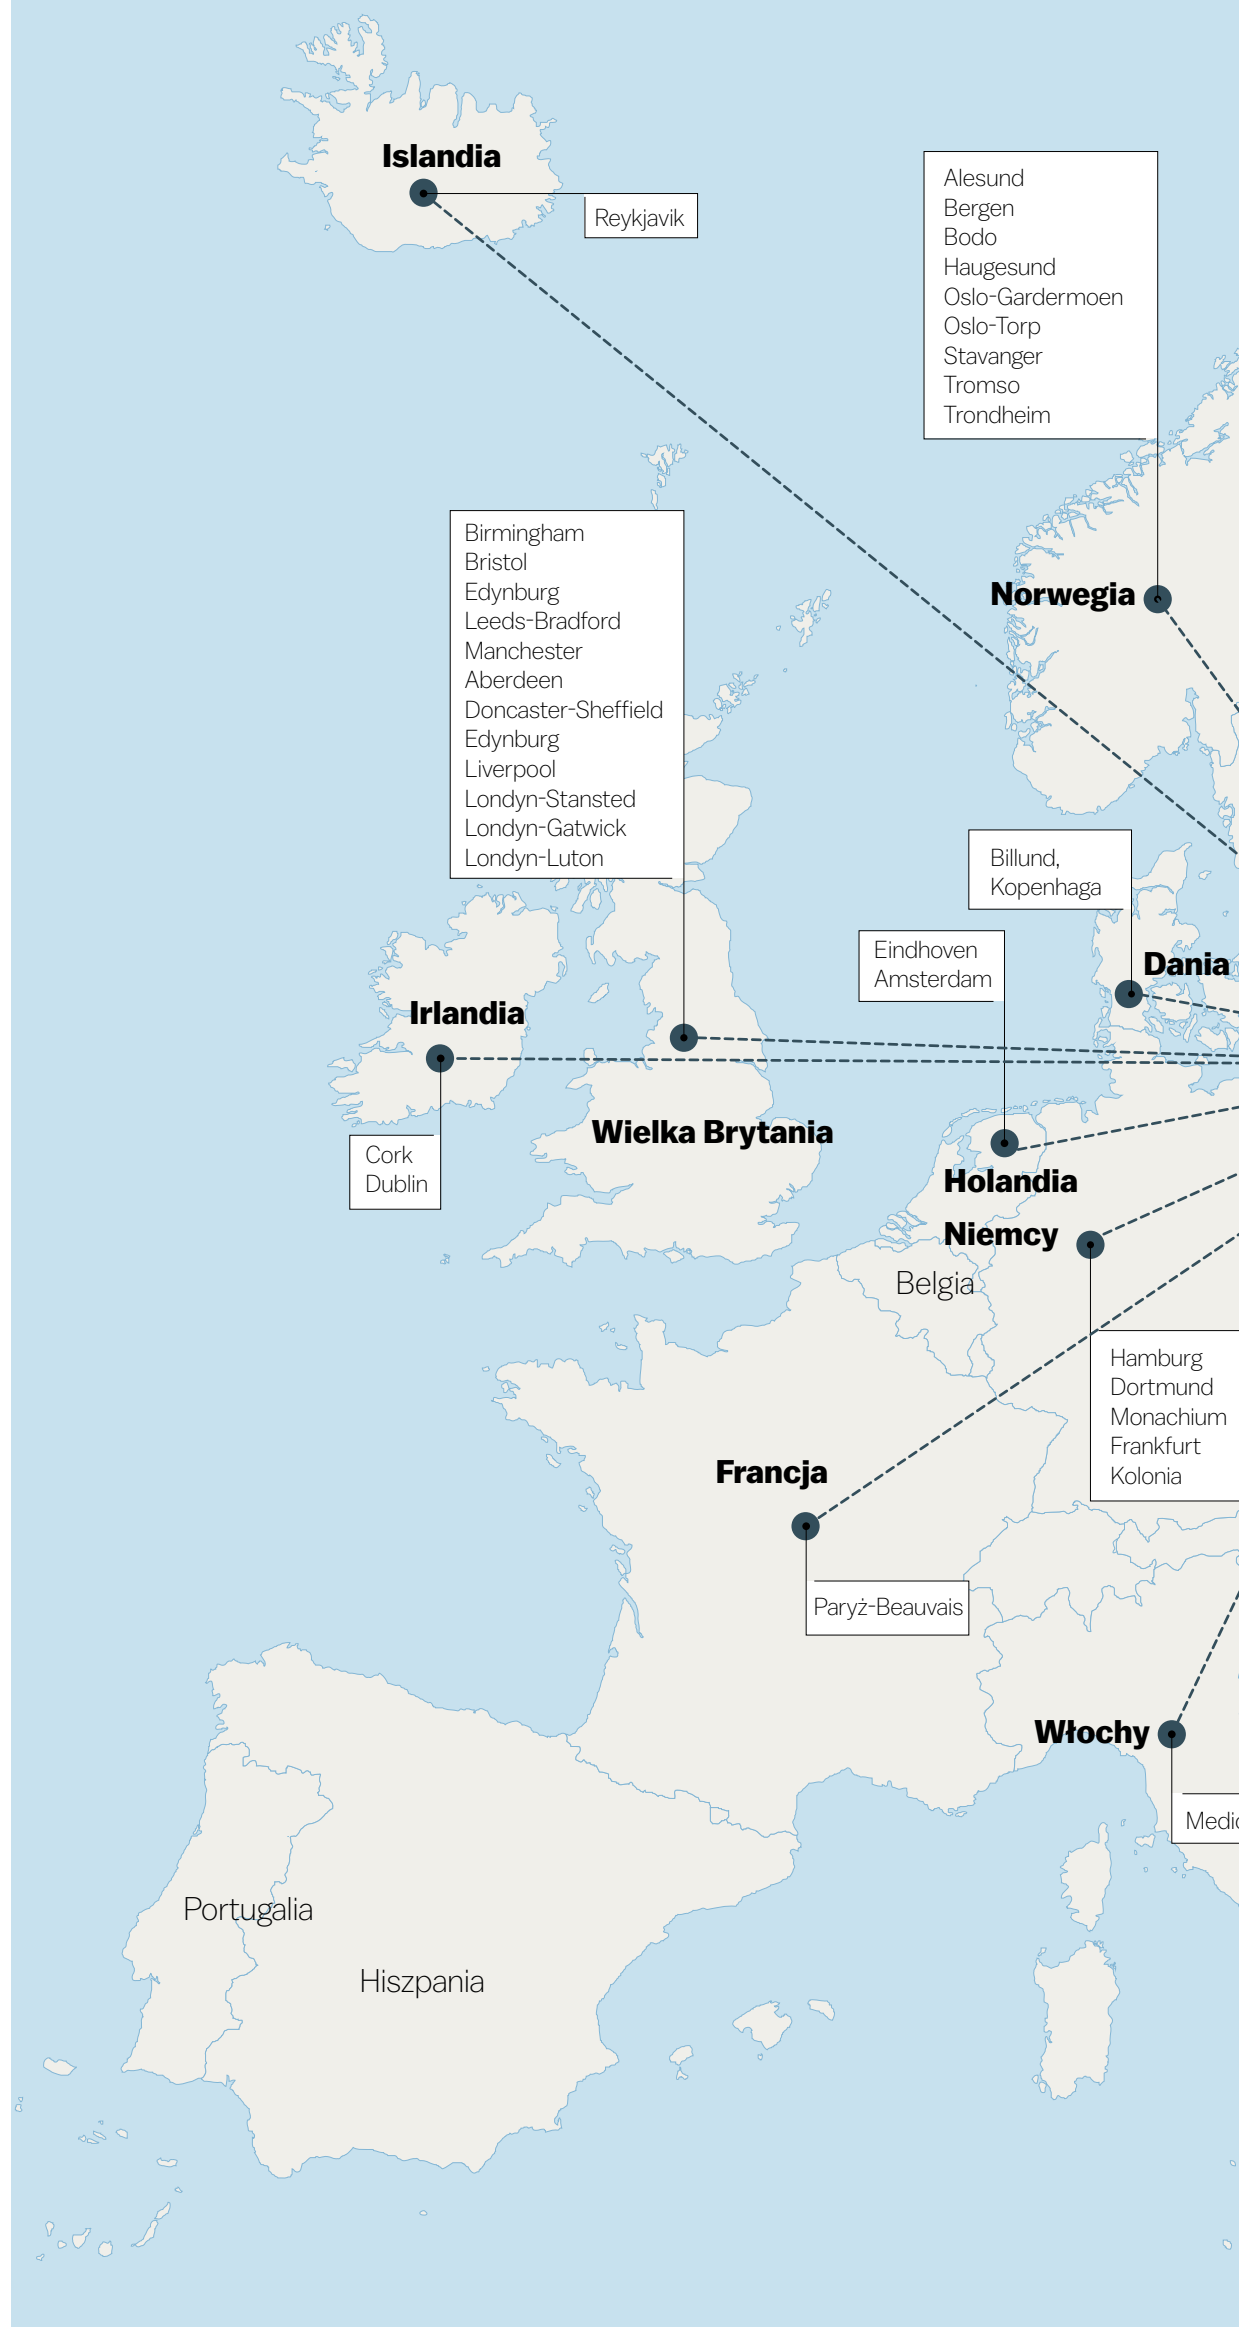 Islandia
Reykjavik
Alesund
Bergen
Bodo
Haugesund
Oslo-Gardermoen
Oslo-Torp
Stavanger
Tromso
Trondheim
Norwegia
Birmingham
Bristol
Edynburg
Leeds-Bradford
Manchester
Aberdeen
Doncaster-Sheffield
Edynburg
Liverpool
Londyn-Stansted
Londyn-Gatwick
Londyn-Luton
Billund,
Kopenhaga
Dania
Eindhoven
Amsterdam
Irlandia
Cork
Dublin
Wielka Brytania
Holandia
Niemcy
Belgia
Hamburg
Dortmund
Monachium
Frankfurt
Kolonia
Francja
Paryż-Beauvais
Włochy
Portugalia
Hiszpania